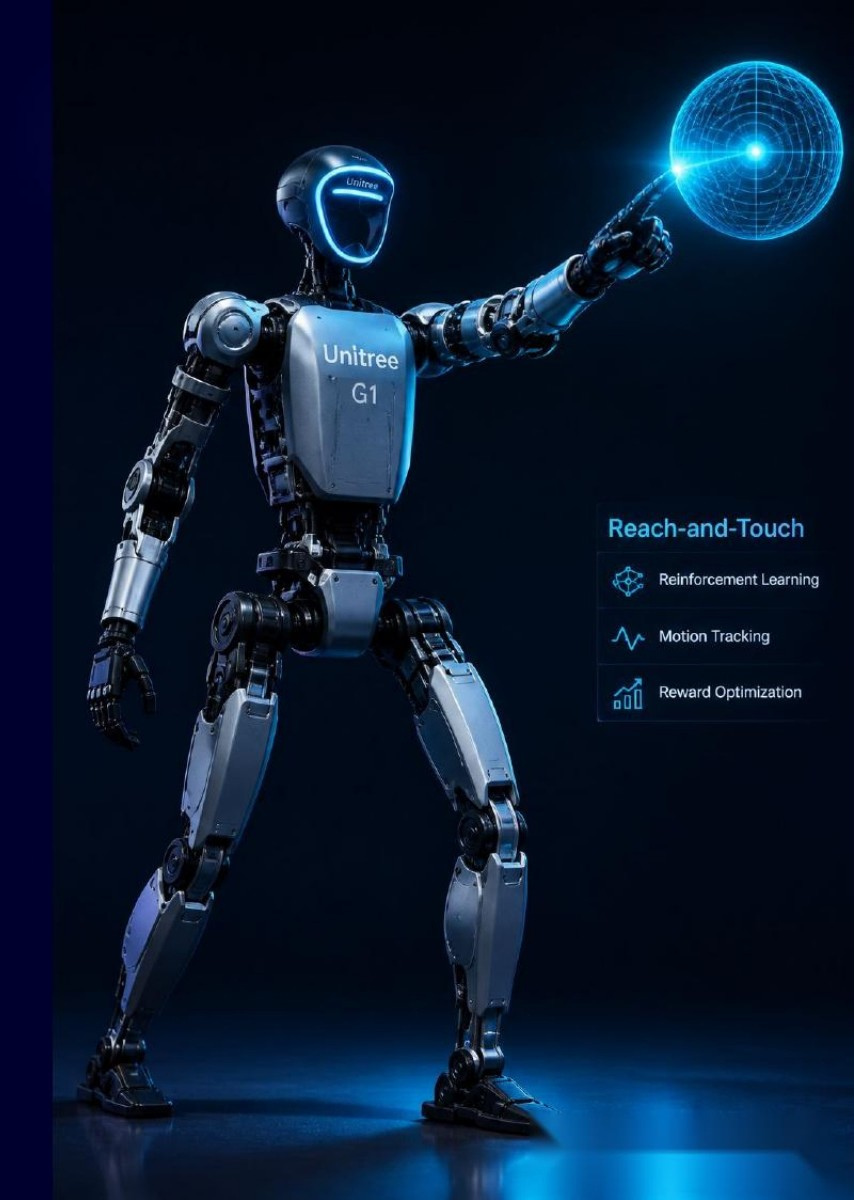 Unitree
Unitree
G1
Reach-and-Touch
Reinforcement Learning
Motion Tracking
Reward Optimization